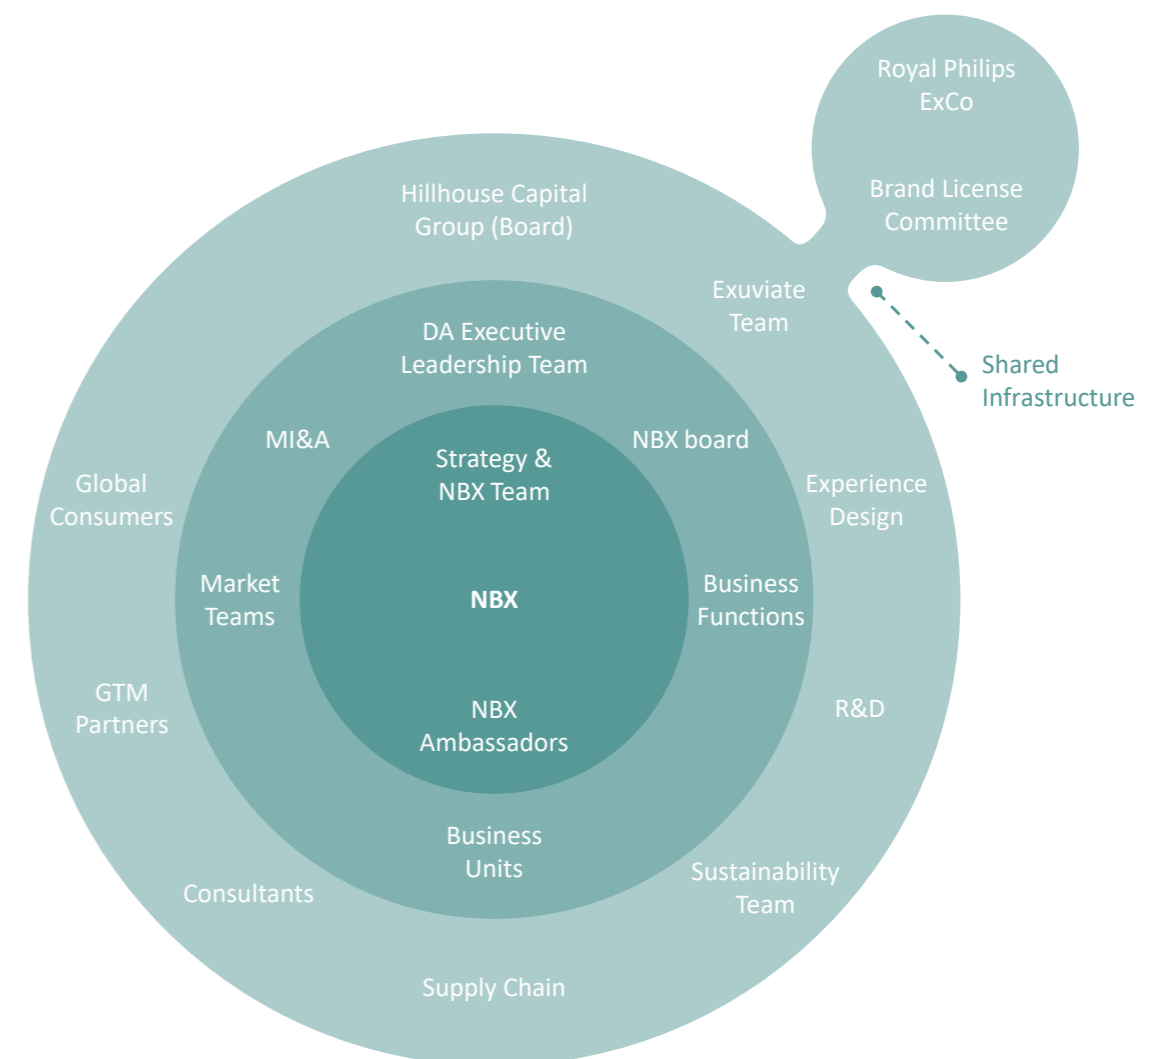 Royal Philips
ExCo
Brand License
Committee
Hillhouse Capital
Group (Board)
Exuviate
Team
Shared
Infrastructure
DA Executive
Leadership Team
MI&A
NBX board
Strategy &
NBX Team
Global
Consumers
Experience
Design
Market
Teams
NBX
Business
Functions
GTM
Partners
R&D
NBX
Ambassadors
Business
Units
Consultants
Sustainability
Team
Supply Chain